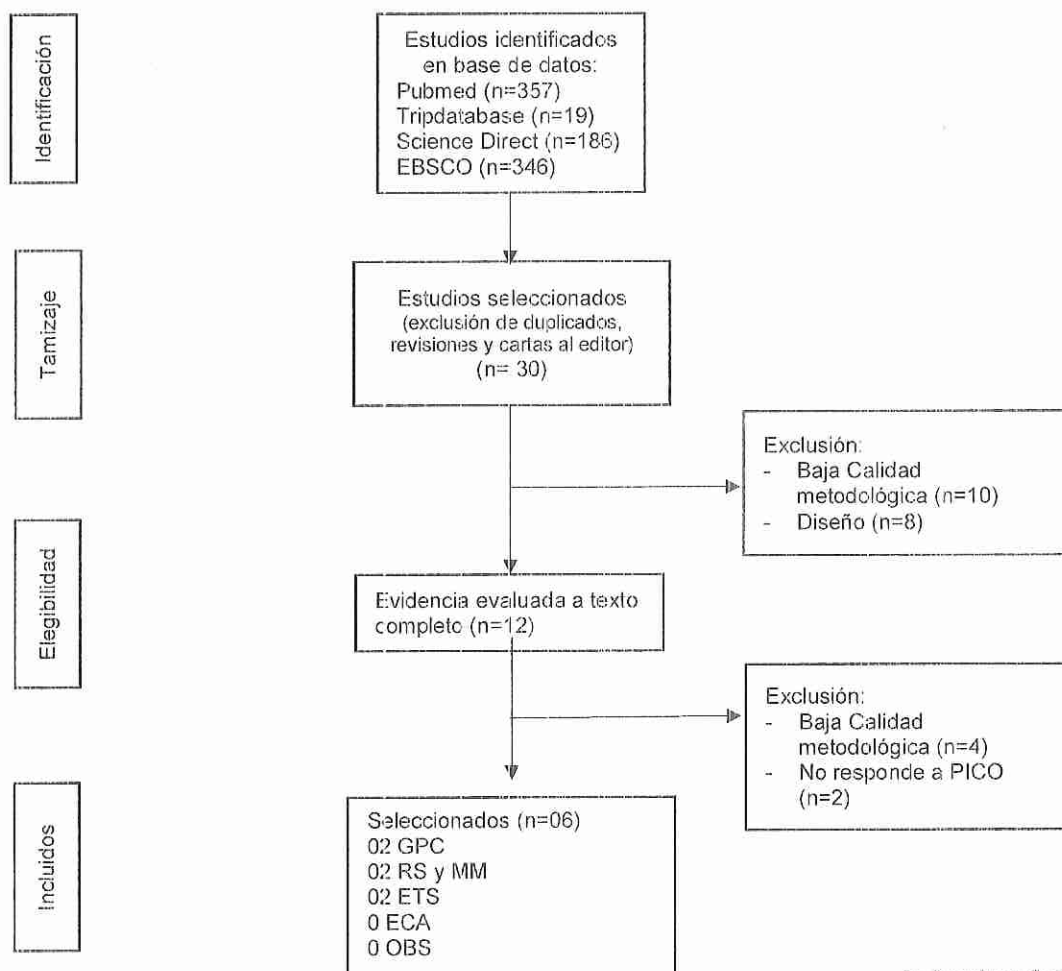 Identificación
Estudios identificados
en base de datos:
Pubmed (n=357)
Tripdatabase (n=19)
Science Direct (n=186)
EBSCO (n=346)
Tamizaje
Estudios seleccionados
(exclusión de duplicados,
revisiones y cartas al editor)
(n= 30)
Exclusión:
- Baja Calidad
metodológica (n=10)
- Diseño (n=8)
Elegibilidad
Evidencia evaluada a texto
completo (n=12)
Exclusión:
- Baja Calidad
metodológica (n=4)
- No responde a PICO
(n=2)
Incluidos
Seleccionados (n=06)
02 GPC
02 RS y MM
02 ETS
0 ECA
0 OBS